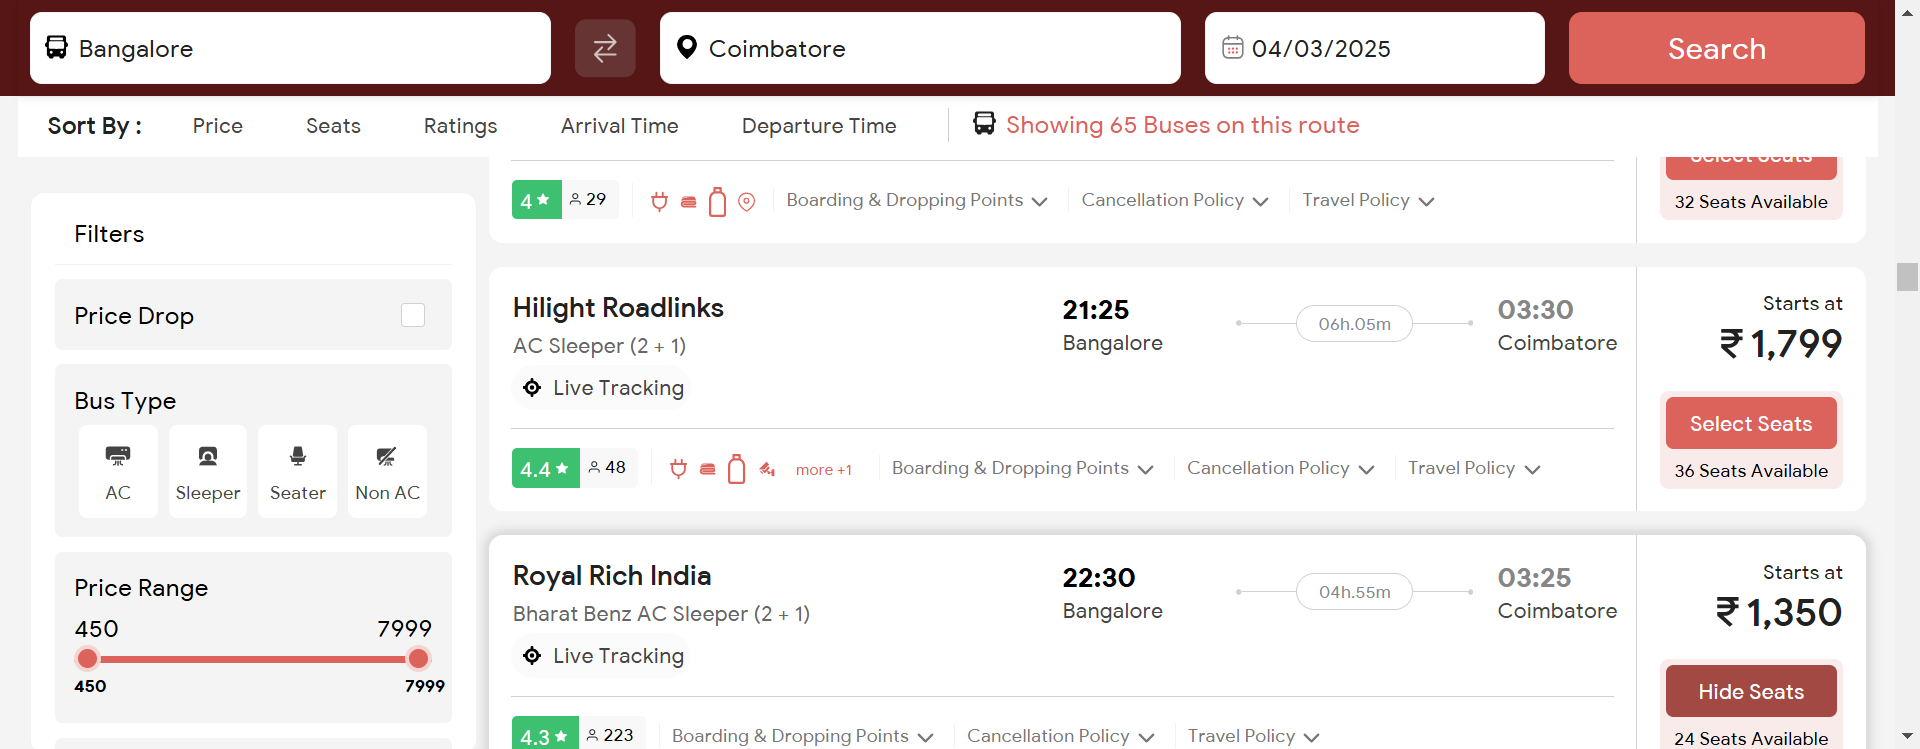 Bangalore
Coimbatore
04/03/2025
Search
Sort By :
Price
Seats
Ratings
Arrival Time
Departure Time
Showing 65 Buses on this route
Select Seats
4
29
Boarding & Dropping Points
Cancellation Policy
Travel Policy
32 Seats Available
Filters
Price Drop
Bus Type
AC
Sleeper
Seater
Non AC
Price Range
450
7999
450
7999
Hilight Roadlinks
AC Sleeper (2 + 1)
Live Tracking
21:25
Bangalore
06h.05m
03:30
Coimbatore
Starts at
₹ 1,799
Select Seats
36 Seats Available
4.4
48
more +1
Boarding & Dropping Points
Cancellation Policy
Travel Policy
Royal Rich India
Bharat Benz AC Sleeper (2 + 1)
Live Tracking
22:30
Bangalore
04h.55m
03:25
Coimbatore
Starts at
₹ 1,350
Hide Seats
24 Seats Available
4.3
223
Boarding & Dropping Points
Cancellation Policy
Travel Policy